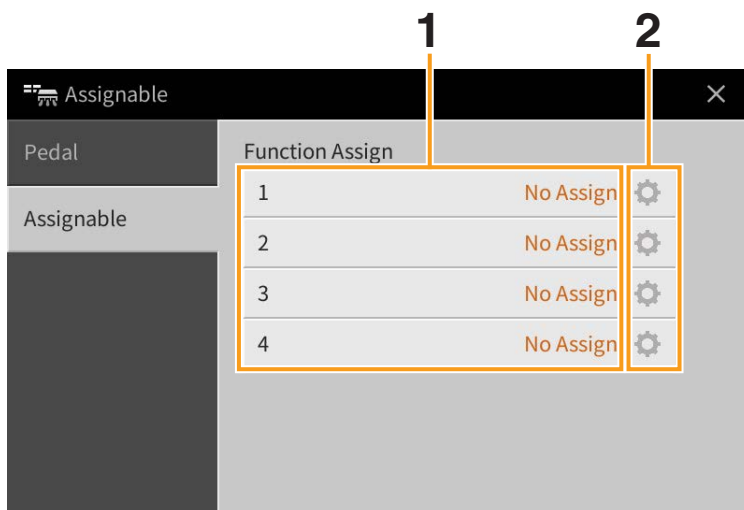 1 2
Assignable
Pedal
Function Assign
1 No Assign
Assignable
2 No Assign
3 No Assign
4 No Assign